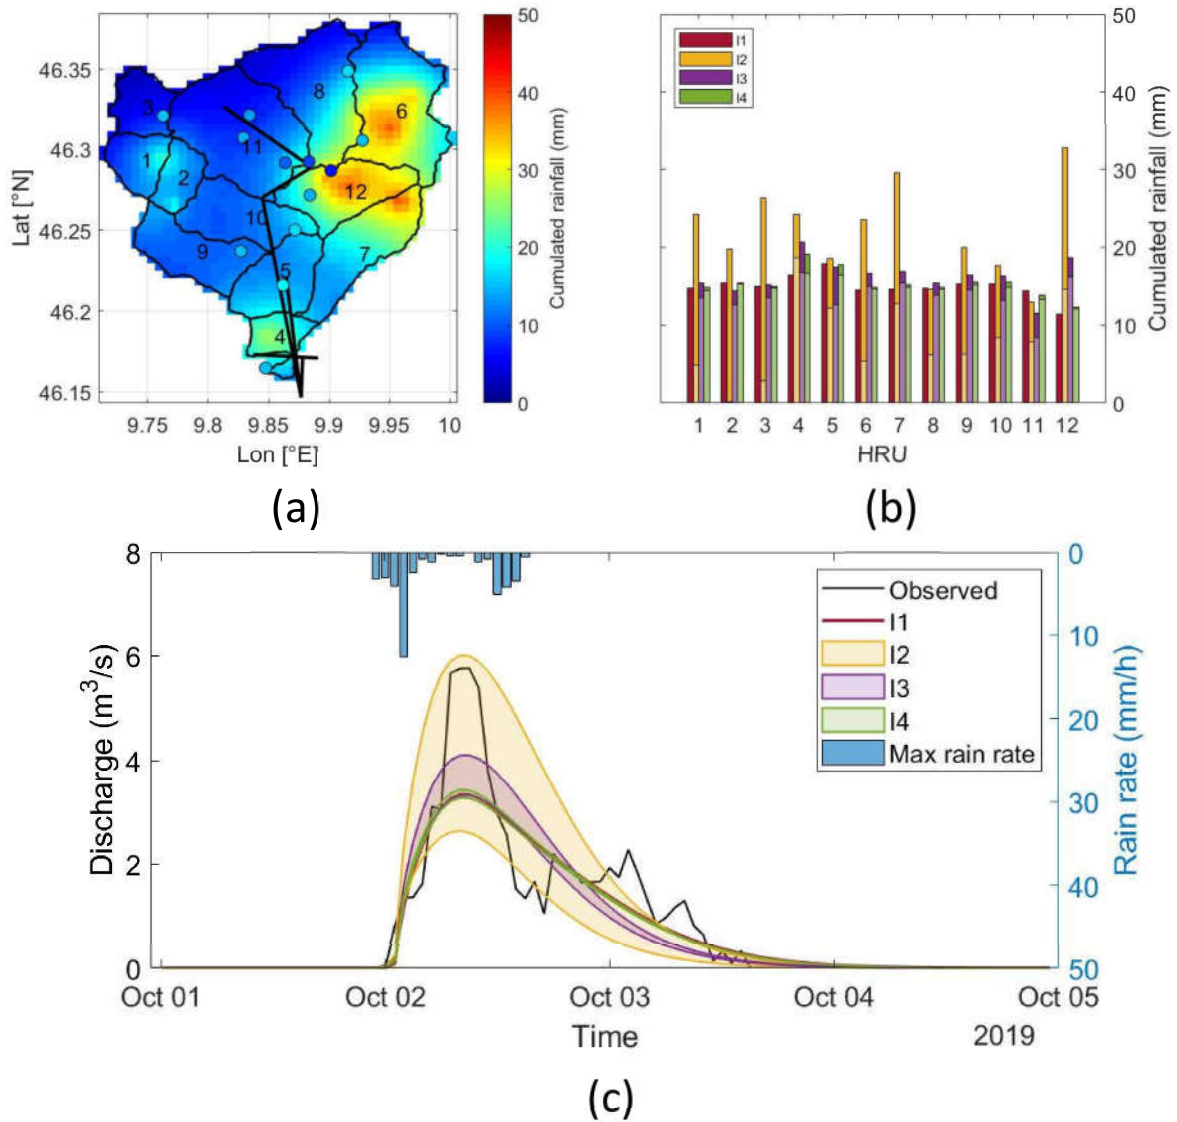 46.35
46.3
46.25
46.2
46.15
Lat [°N]
9.75 9.8 9.85 9.9 9.95 10
Lon [°E]
8
6
3
11
1
2
12
10
7
9
5
4
50
40
30
20
10
0
Cumulated rainfall (mm)
(a)
I1
I2
I3
I4
50
40
30
20
10
0
Cumulated rainfall (mm)
1 2 3 4 5 6 7 8 9 10 11 12
HRU
(b)
8
6
4
2
0
Discharge (m³/s)
Observed
I1
I2
I3
I4
Max rain rate
0
10
20
30
40
50
Rain rate (mm/h)
Oct 01 Oct 02 Oct 03 Oct 04 Oct 05
Time
2019
(c)